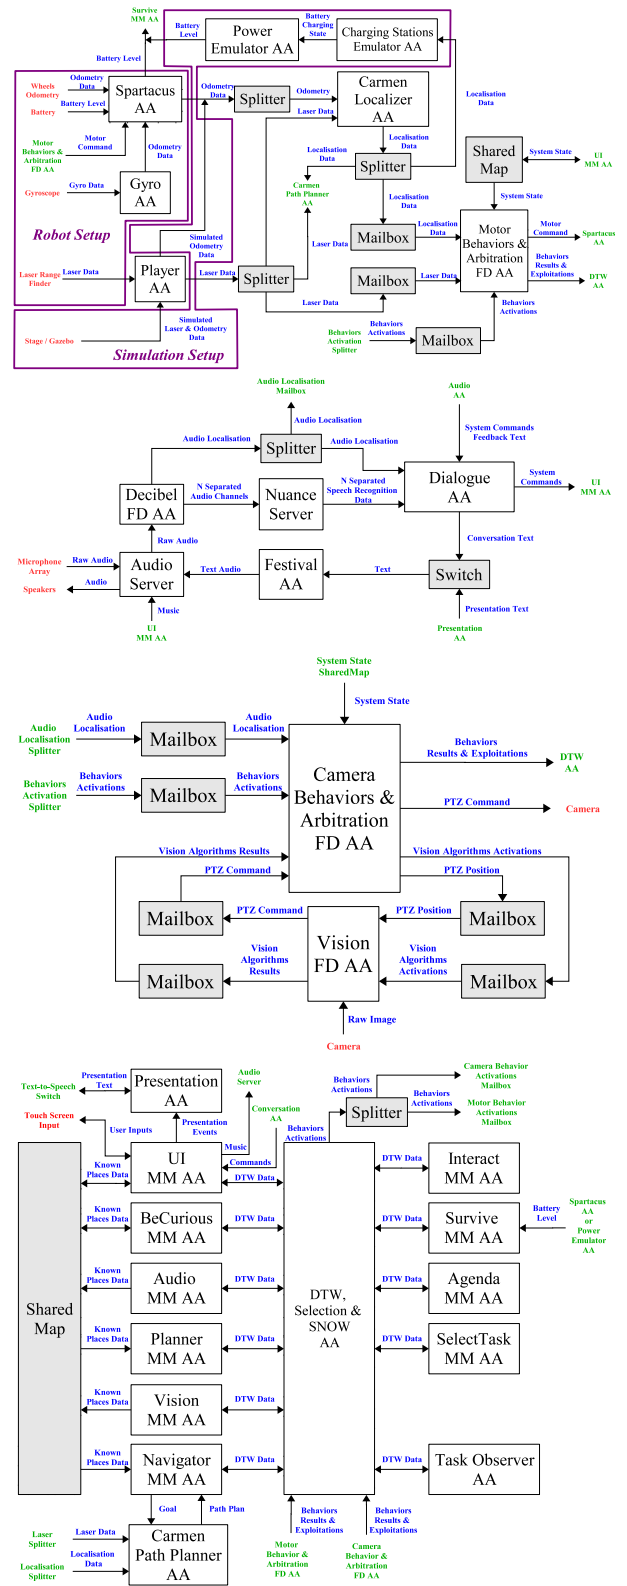 Survive
MM AA
Battery Level
Battery
Level
Power
Emulator AA
Battery
Charging
State
Charging Stations
Emulator AA
Wheels
Odometry
Odometry
Data
Battery
Battery Level
Spartacus
AA
Motor
Behaviors &
Arbitration
FD AA
Motor
Command
Odometry
Data
Gyroscope
Gyro Data
Gyro
AA
Robot Setup
Odometry
Data
Splitter
Odometry
Laser Data
Carmen
Localizer
AA
Localisation
Data
Localisation
Data
Localisation
Data
Splitter
Carmen
Path Planner
AA
Localisation
Data
Shared
Map
System State
UI
MM AA
System State
Simulated
Odometry
Data
Laser Data
Mailbox
Localisation
Data
Motor
Behaviors &
Arbitration
FD AA
Motor
Command
Spartacus
AA
Behaviors
Results
& Exploitations
DTW
AA
Laser Range
Finder
Laser Data
Player
AA
Laser Data
Splitter
Mailbox
Laser Data
Laser Data
Behaviors
Activations
Simulated
Laser & Odometry
Data
Stage / Gazebo
Simulation Setup
Behaviors
Activation
Splitter
Behaviors
Activations
Mailbox
Audio Localisation
Mailbox
Audio Localisation
Audio
AA
System Commands
Feedback Text
Audio Localisation
Splitter
Audio Localisation
Dialogue
AA
System
Commands
UI
MM AA
Decibel
FD AA
N Separated
Audio Channels
Nuance
Server
N Separated
Speech Recognition
Data
Raw Audio
Conversation Text
Microphone
Array
Raw Audio
Speakers
Audio
Audio
Server
Text Audio
Festival
AA
Text
Switch
Music
UI
MM AA
Presentation Text
Presentation
AA
System State
SharedMap
System State
Audio
Localisation
Splitter
Audio
Localisation
Mailbox
Audio
Localisation
Behaviors
Activation
Splitter
Behaviors
Activations
Mailbox
Behaviors
Activations
Camera
Behaviors &
Arbitration
FD AA
Behaviors
Results & Exploitations
DTW
AA
PTZ Command
Camera
Vision Algorithms Results
Vision Algorithms Activations
PTZ Command
PTZ Position
Mailbox
PTZ Command
PTZ Position
Mailbox
Vision
FD AA
Mailbox
Vision
Algorithms
Results
Vision
Algorithms
Activations
Mailbox
Raw Image
Camera
Text-to-Speech
Switch
Presentation
Text
Presentation
AA
Audio
Server
Behaviors
Activations
Camera Behavior
Activations
Mailbox
Splitter
Behaviors
Activations
Motor Behavior
Activations
Mailbox
Touch Screen
Input
User Inputs
Presentation
Events
Conversation
AA
Behaviors
Activations
Music
Commands
Known
Places Data
UI
MM AA
DTW Data
DTW Data
Interact
MM AA
Known
Places Data
BeCurious
MM AA
DTW Data
DTW Data
Survive
MM AA
Battery
Level
Spartacus
AA
or
Power
Emulator
AA
Known
Places Data
Audio
MM AA
DTW Data
DTW Data
Agenda
MM AA
Shared
Map
DTW,
Selection &
SNOW
AA
Known
Places Data
Planner
MM AA
DTW Data
DTW Data
SelectTask
MM AA
Known
Places Data
Vision
MM AA
DTW Data
Known
Places Data
Navigator
MM AA
DTW Data
DTW Data
Task Observer
AA
Goal
Path Plan
Behaviors
Results &
Exploitations
Behaviors
Results
& Exploitations
Laser
Splitter
Laser Data
Localisation
Splitter
Localisation
Data
Carmen
Path Planner
AA
Motor
Behavior &
Arbitration
FD AA
Camera
Behavior &
Arbitration
FD AA